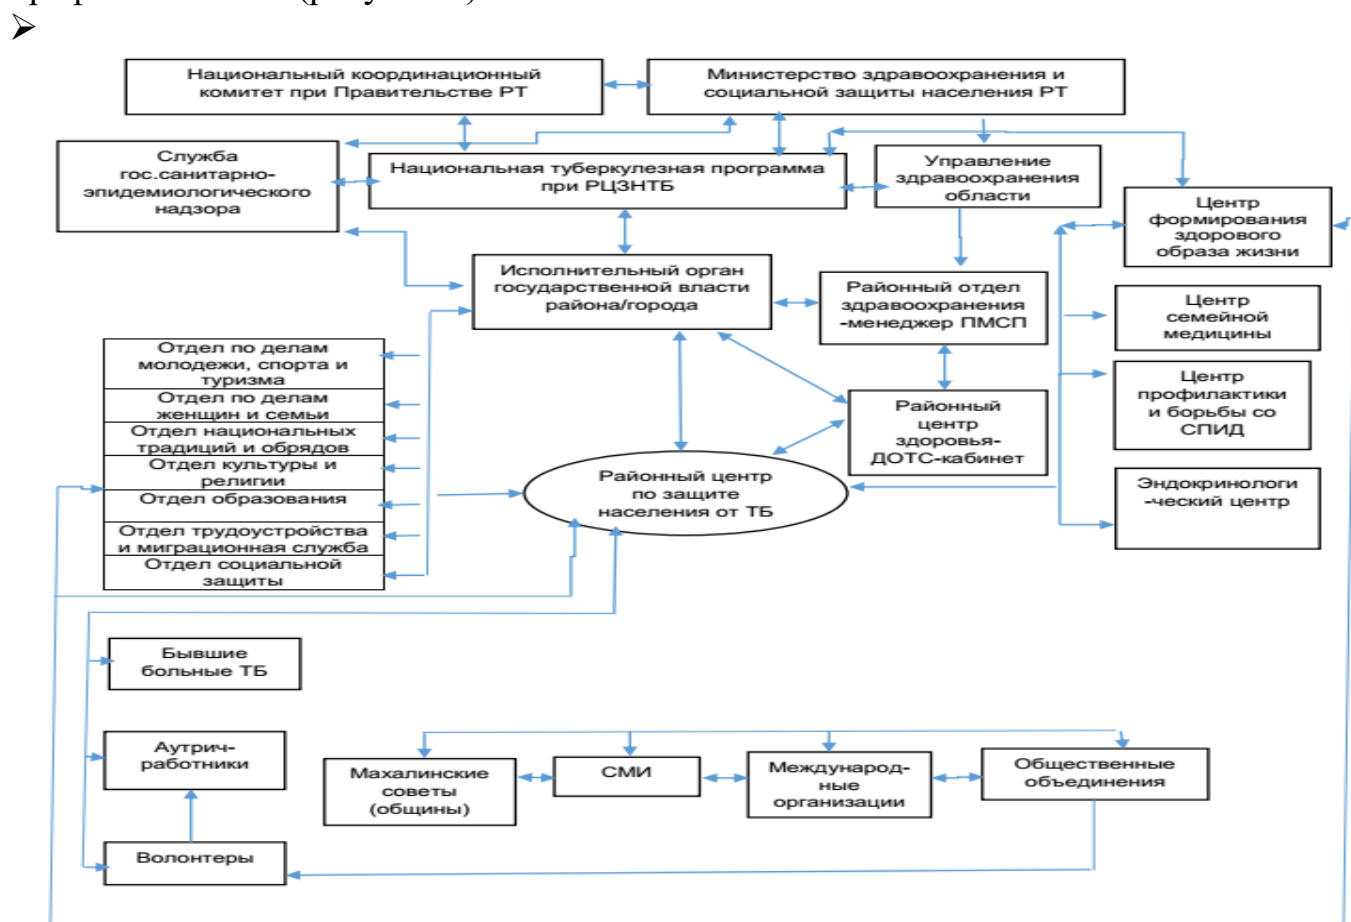 Национальный координационный
комитет при Правительстве РТ
Министерство здравоохранения и
социальной защиты населения РТ
Служба
гос.санитарно-
эпидемиологического
надзора
Национальная туберкулезная программа
при РЦЗНТБ
Управление
здравоохранения
области
Центр
формирования
здорового
образа жизни
Исполнительный орган
государственной власти
района/города
Районный отдел
здравоохранения
-менеджер ПМСП
Центр
семейной
медицины
Отдел по делам
молодежи, спорта и
туризма
Отдел по делам
женщин и семьи
Отдел национальных
традиций и обрядов
Отдел культуры и
религии
Отдел образования
Отдел трудоустройства
и миграционная служба
Отдел социальной
защиты
Центр
профилактики
и борьбы со
СПИД
Районный
центр
здоровья-
ДОТС-кабинет
Районный центр
по защите
населения от ТБ
Эндокринологи
-ческий центр
Бывшие
больные ТБ
Аутрич-
работники
Волонтеры
Махалинские
советы
(общины)
СМИ
Международ-
ные
организации
Общественные
объединения